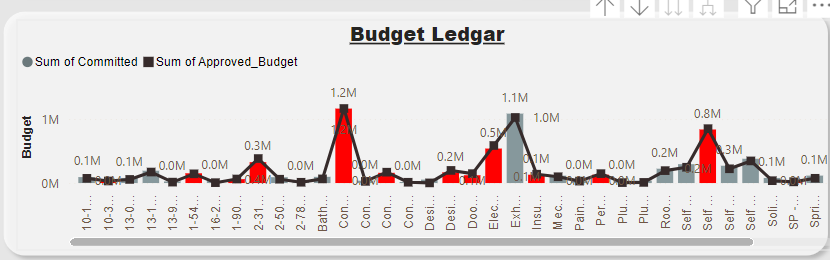 Budget Ledgar
Sum of Committed Sum of Approved_Budget
Budget
1M
0M
0.1M
0.1M
0.0M
0.0M
0.3M
0.0M
1.2M
0.0M
0.0M
0.2M
0.5M
1.1M
1.0M
0.1M
0.0M
0.0M
0.2M
0.8M
0.3M
0.1M
0.1M
10-1...
10-3...
13-0...
13-1...
13-9...
1-54...
16-2...
1-90...
2-31...
2-50...
2-78...
Bath...
Con...
Con...
Con...
Con...
Desi...
Desi...
Doo...
Elec...
Exh...
Insu...
Mec...
Pain...
Per...
Plu...
Plu...
Roo...
Self ...
Self ...
Self ...
Self ...
Soli...
SP -...
Spri...